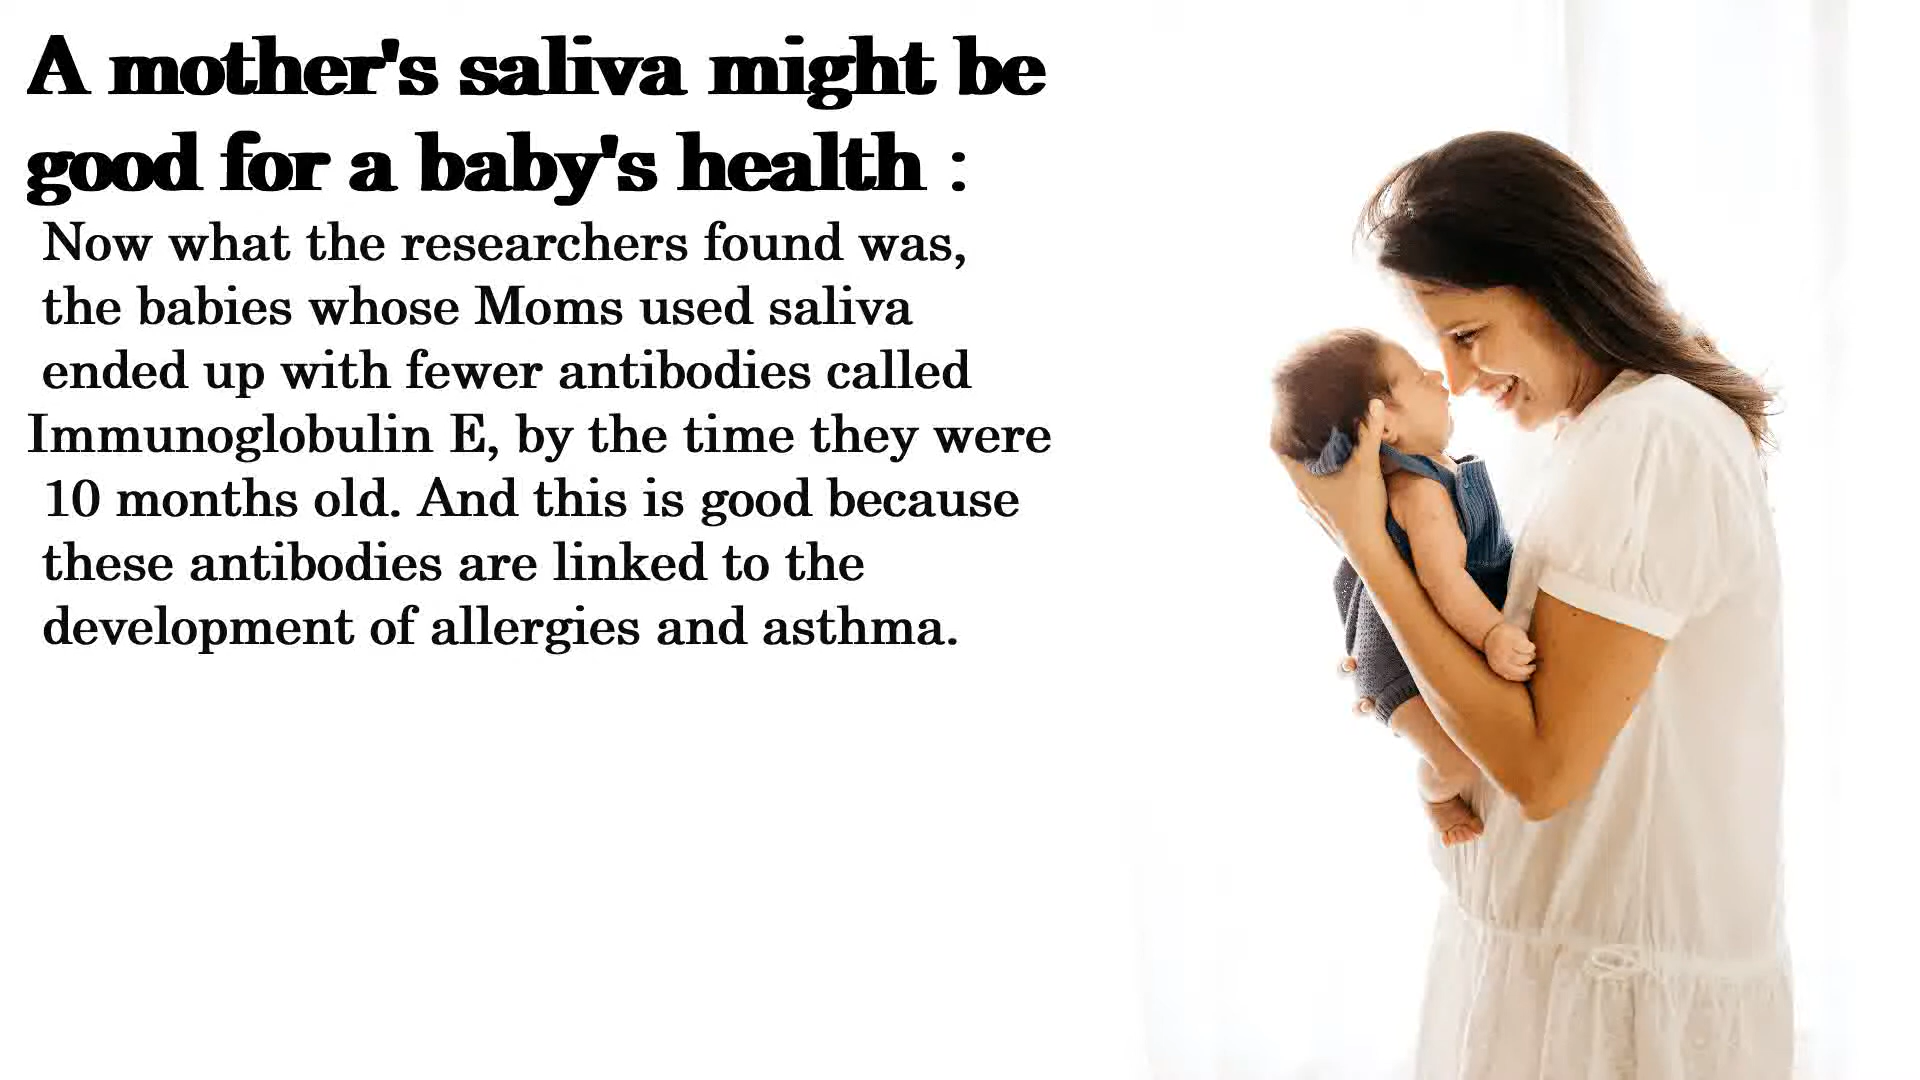 A mother's saliva might be
good for a baby's health :
Now what the researchers found was,
the babies whose Moms used saliva
ended up with fewer antibodies called
Immunoglobulin E, by the time they were
10 months old. And this is good because
these antibodies are linked to the
development of allergies and asthma.